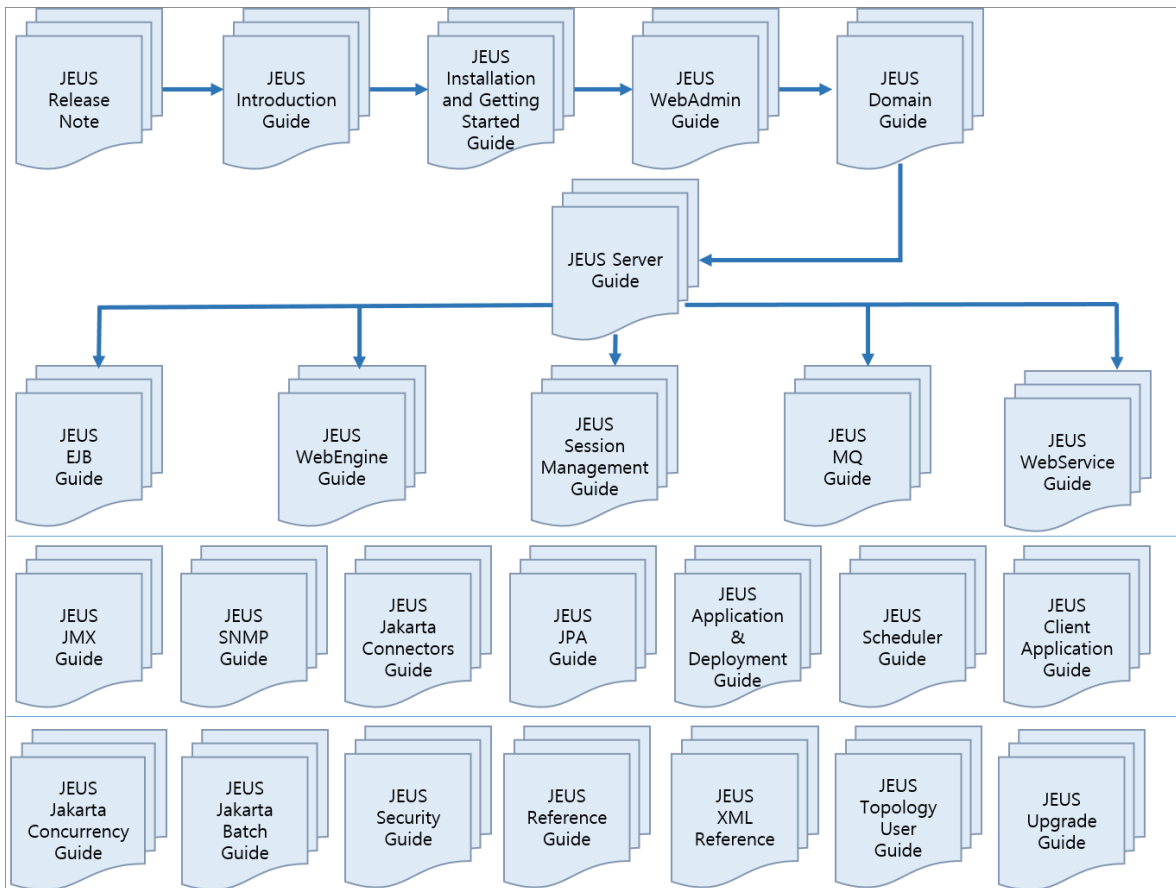 JEUS
Release
Note
JEUS
Introduction
Guide
JEUS
Installation
and Getting
Started
Guide
JEUS
WebAdmin
Guide
JEUS
Domain
Guide
JEUS Server
Guide
JEUS
EJB
Guide
JEUS
WebEngine
Guide
JEUS
Session
Management
Guide
JEUS
MQ
Guide
JEUS
WebService
Guide
JEUS
JMX
Guide
JEUS
SNMP
Guide
JEUS
Jakarta
Connectors
Guide
JEUS
JPA
Guide
JEUS
Application
&
Deployment
Guide
JEUS
Scheduler
Guide
JEUS
Client
Application
Guide
JEUS
Jakarta
Concurrency
Guide
JEUS
Jakarta
Batch
Guide
JEUS
Security
Guide
JEUS
Reference
Guide
JEUS
XML
Reference
JEUS
Topology
User
Guide
JEUS
Upgrade
Guide